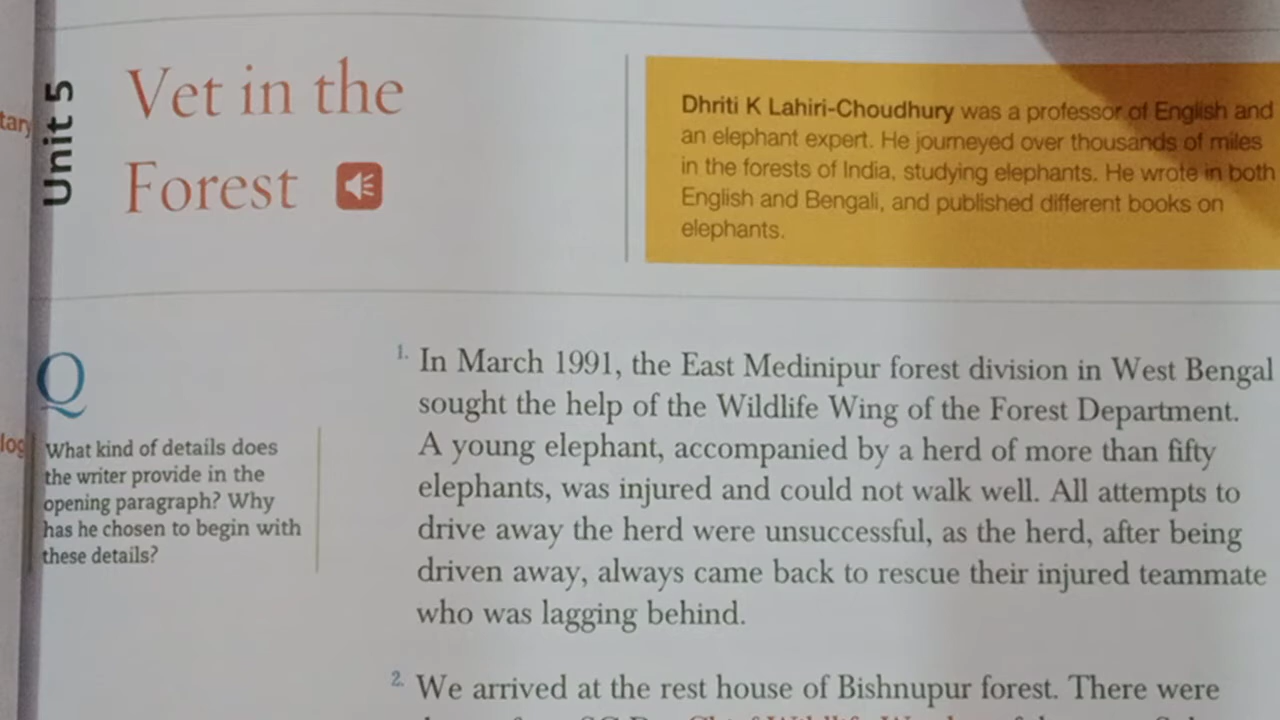 tary
Unit 5
Vet in the
Forest
Dhriti K Lahiri-Choudhury was a professor of English and
an elephant expert. He journeyed over thousands of miles
in the forests of India, studying elephants. He wrote in both
English and Bengali, and published different books on
elephants.
Q
log
What kind of details does
the writer provide in the
opening paragraph? Why
has he chosen to begin with
these details?
1. In March 1991, the East Medinipur forest division in West Bengal
sought the help of the Wildlife Wing of the Forest Department.
A young elephant, accompanied by a herd of more than fifty
elephants, was injured and could not walk well. All attempts to
drive away the herd were unsuccessful, as the herd, after being
driven away, always came back to rescue their injured teammate
who was lagging behind.
2. We arrived at the rest house of Bishnupur forest. There were